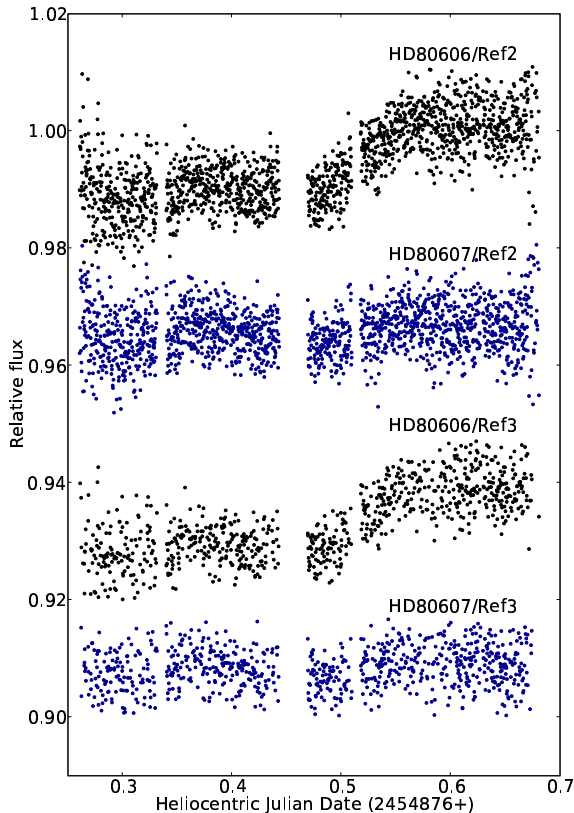 1.02
HD80606/Ref2
1.00
0.98
HD80607/Ref2
0.96
Relative flux
HD80606/Ref3
0.94
0.92
HD80607/Ref3
0.90
0.3 0.4 0.5 0.6 0.7
Heliocentric Julian Date (2454876+)